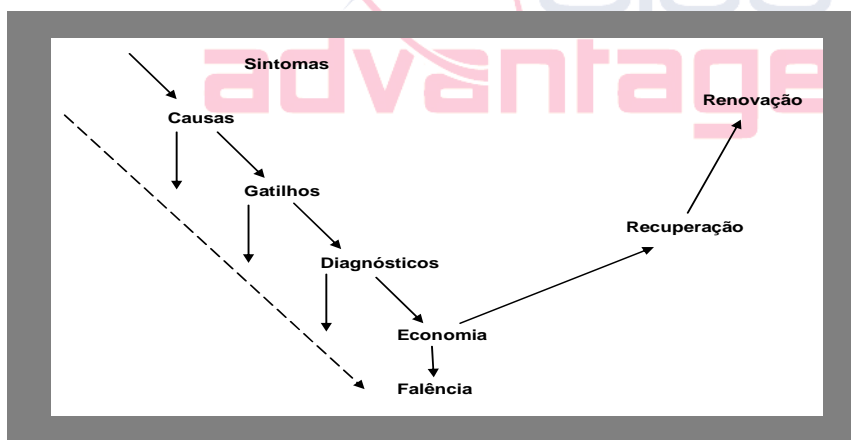 advantage
Sintomas
Renovação
Causas
Gatilhos
Recuperação
Diagnósticos
Economia
Falência